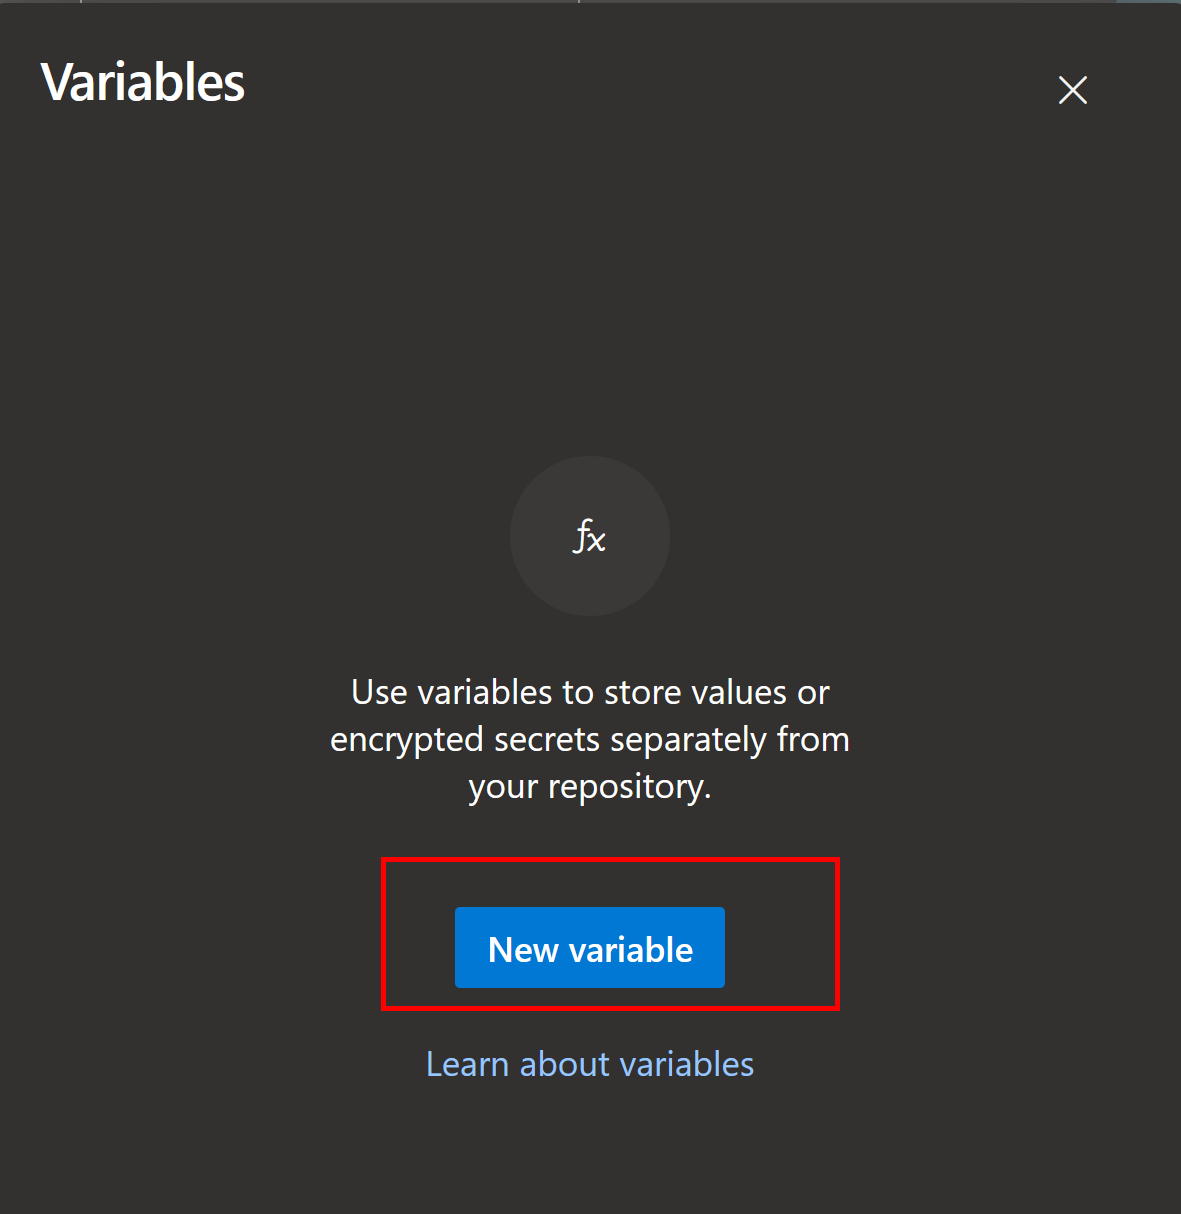 Variables
fx
Use variables to store values or
encrypted secrets separately from
your repository.
New variable
Learn about variables